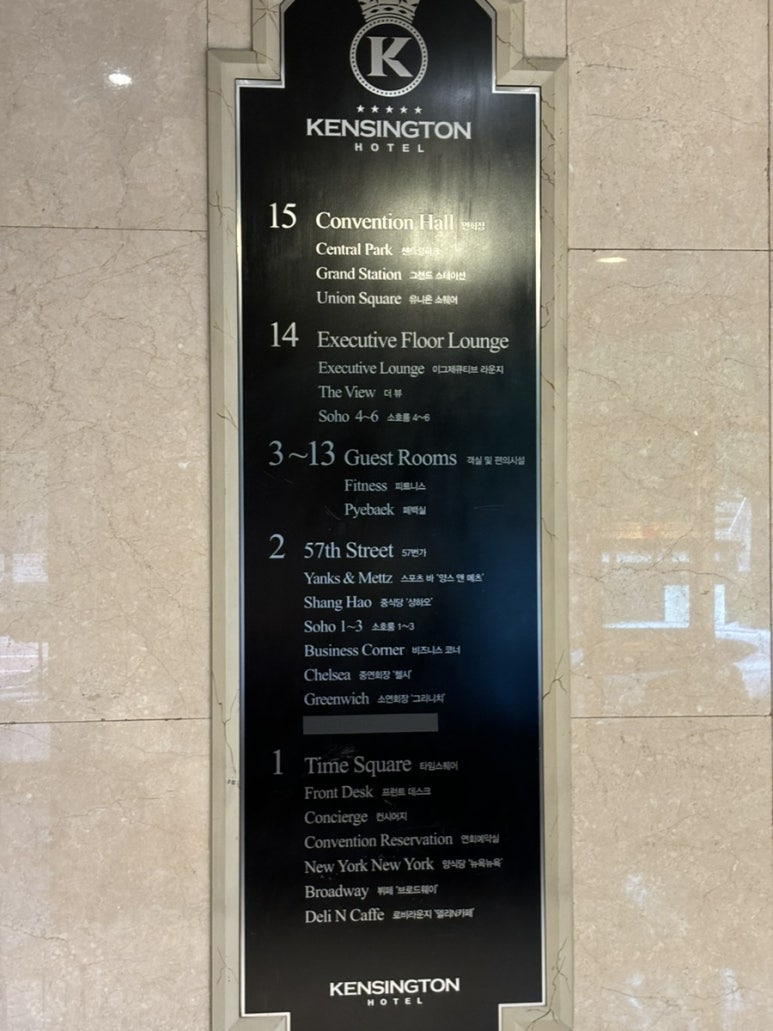 K
KENSINGTON
HOTEL
15 Convention Hall 연회장
Central Park 센트럴파크
Grand Station 그랜드 스테이션
Union Square 유니온 스퀘어
14 Executive Floor Lounge
Executive Lounge 이그제큐티브 라운지
The View 더 뷰
Soho 4~6 소호룸 4~6
3~13 Guest Rooms 객실 및 편의시설
Fitness 피트니스
Pyebaek 폐백실
2 57th Street 57번가
Yanks & Mettz 스포츠 바 '양스 앤 메츠'
Shang Hao 중식당 '샹하오'
Soho 1~3 소호룸 1~3
Business Corner 비즈니스 코너
Chelsea 중연회장 '첼시'
Greenwich 소연회장 '그리니치'
1 Time Square 타임스퀘어
Front Desk 프런트 데스크
Concierge 컨시어지
Convention Reservation 연회예약실
New York New York 양식당 '뉴욕뉴욕'
Broadway 뷔페 '브로드웨이'
Deli N Caffe 로비라운지 '델리N카페'
KENSINGTON
HOTEL